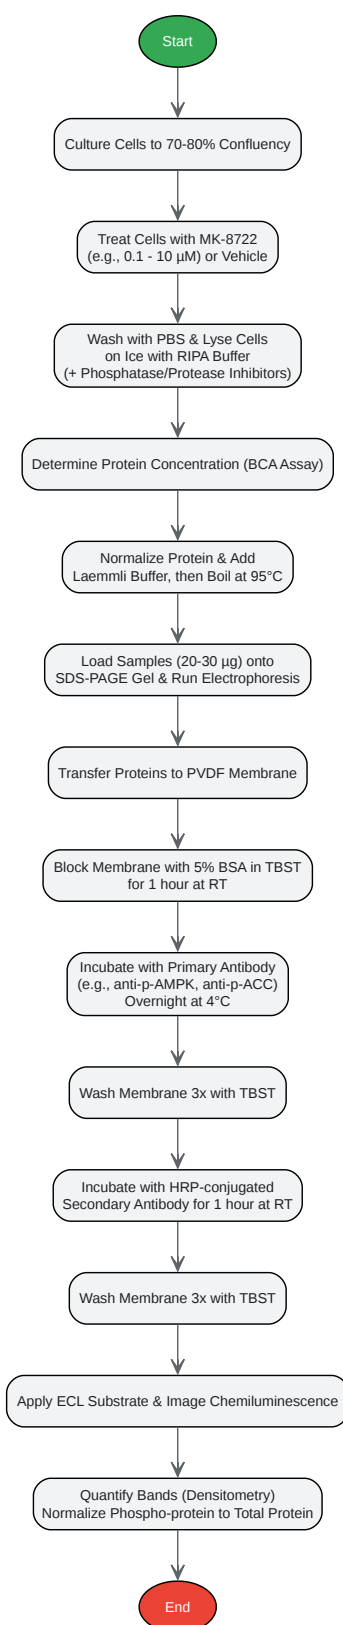 Start
Culture Cells to 70-80% Confluency
Treat Cells with MK-8722
(e.g., 0.1 - 10 µM) or Vehicle
Wash with PBS & Lyse Cells
on Ice with RIPA Buffer
(+ Phosphatase/Protease Inhibitors)
Determine Protein Concentration (BCA Assay)
Normalize Protein & Add
Laemmli Buffer, then Boil at 95°C
Load Samples (20-30 µg) onto
SDS-PAGE Gel & Run Electrophoresis
Transfer Proteins to PVDF Membrane
Block Membrane with 5% BSA in TBST
for 1 hour at RT
Incubate with Primary Antibody
(e.g., anti-p-AMPK, anti-p-ACC)
Overnight at 4°C
Wash Membrane 3x with TBST
Incubate with HRP-conjugated
Secondary Antibody for 1 hour at RT
Wash Membrane 3x with TBST
Apply ECL Substrate & Image Chemiluminescence
Quantify Bands (Densitometry)
Normalize Phospho-protein to Total Protein
End